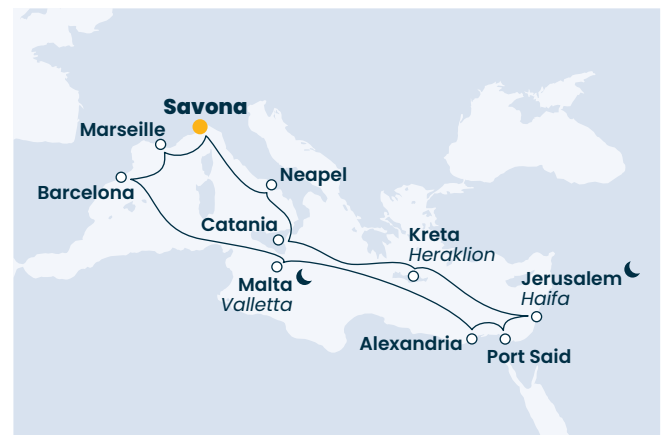 Savona
Marseille
Neapel
Barcelona
Catania
Kreta
Heraklion
Malta
Valletta
Jerusalem
Haifa
Alexandria
Port Said